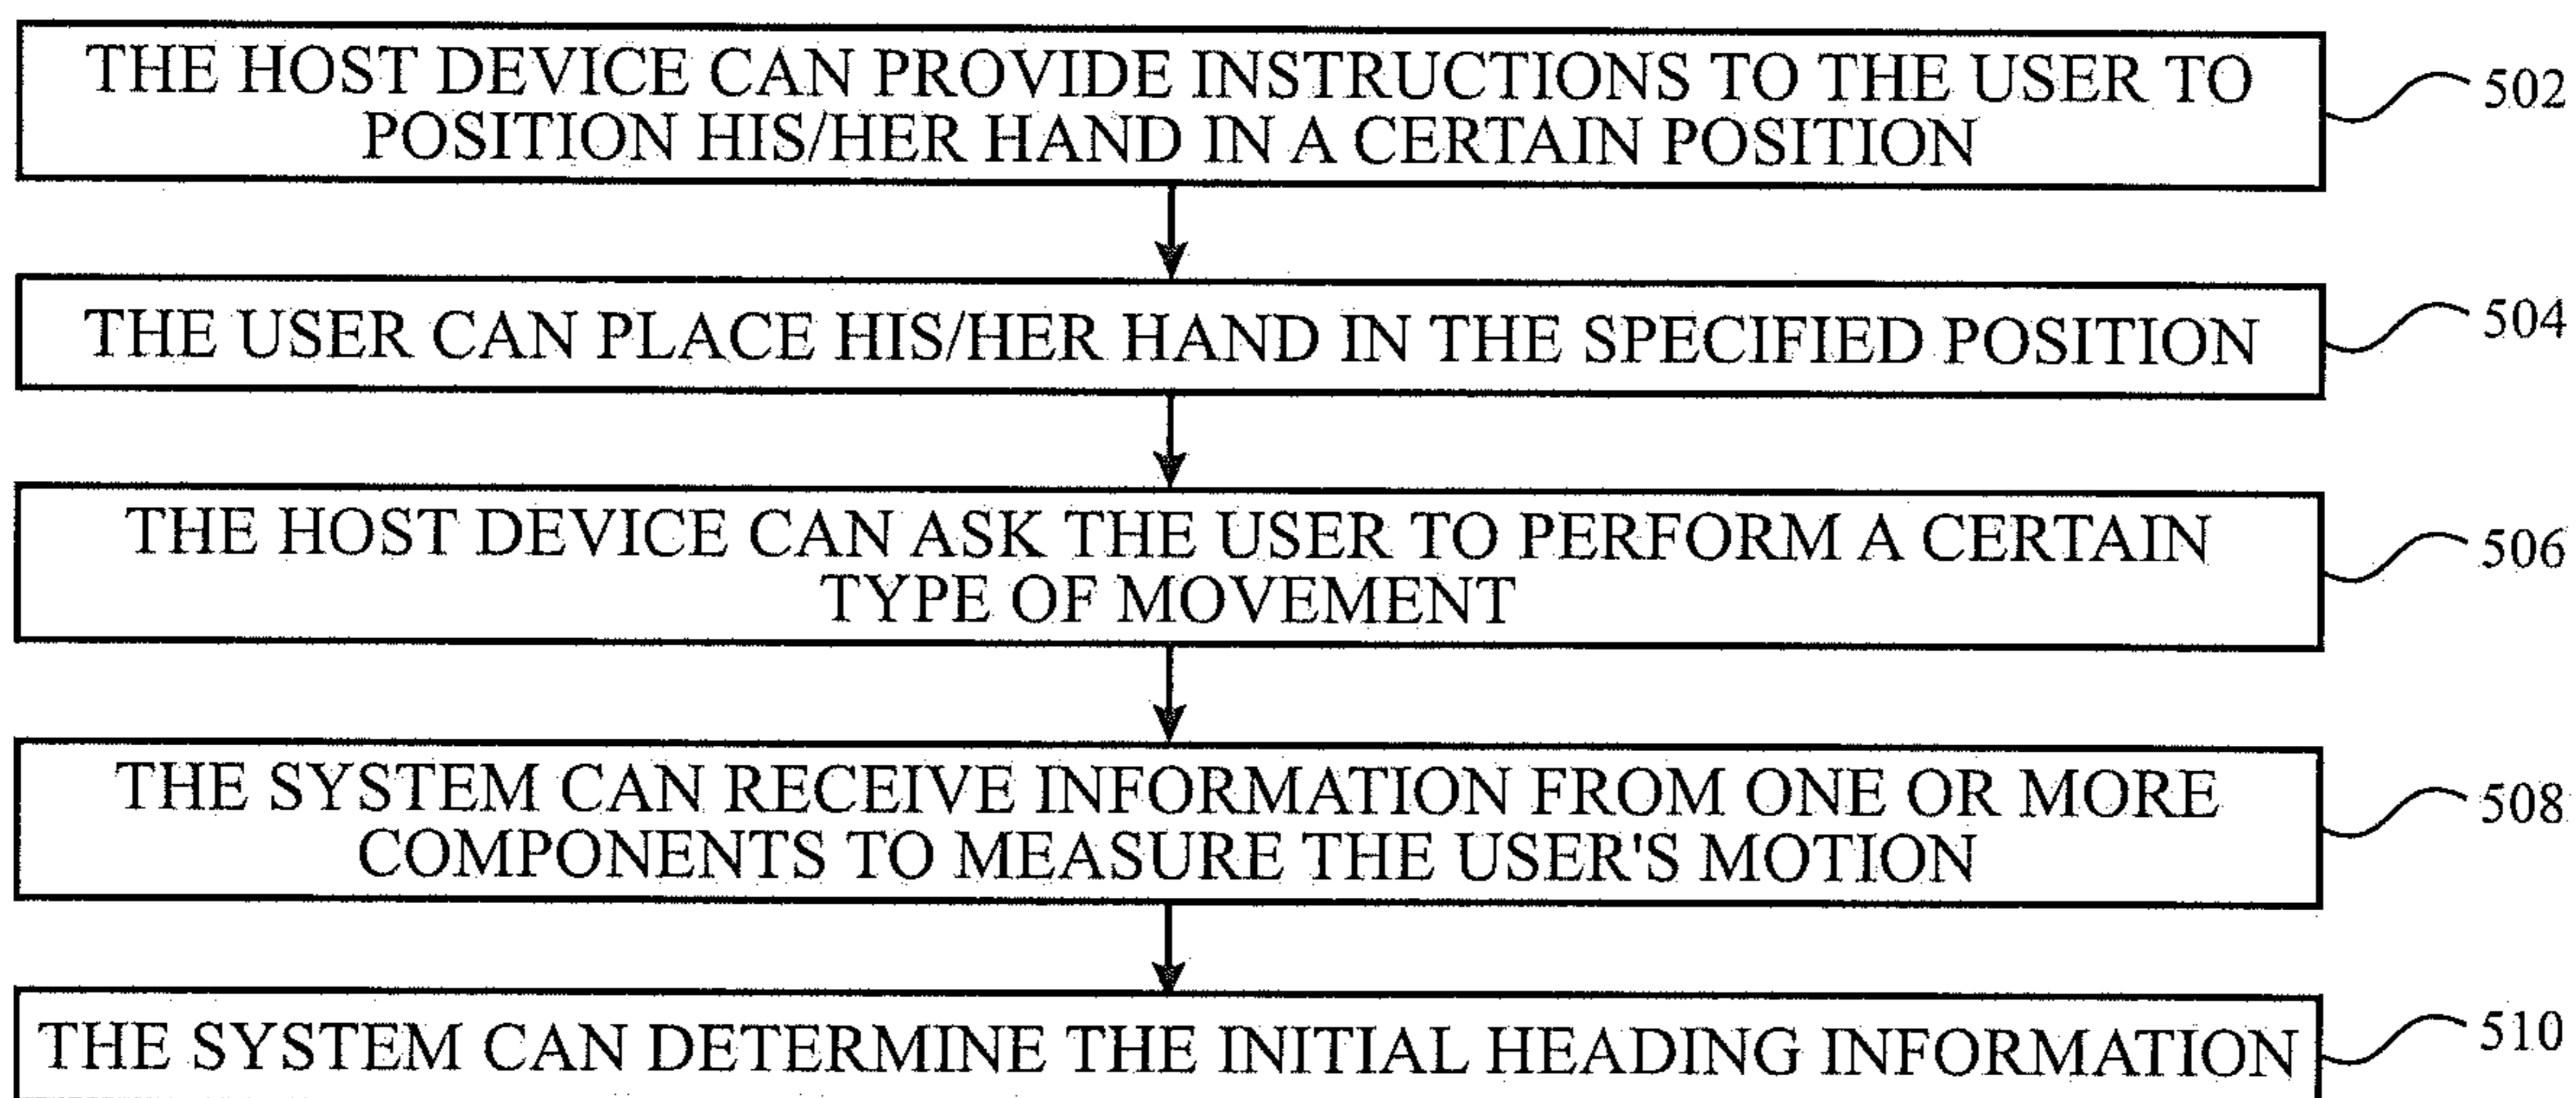 THE HOST DEVICE CAN PROVIDE INSTRUCTIONS TO THE USER TO
POSITION HIS/HER HAND IN A CERTAIN POSITION
502
THE USER CAN PLACE HIS/HER HAND IN THE SPECIFIED POSITION
504
THE HOST DEVICE CAN ASK THE USER TO PERFORM A CERTAIN
TYPE OF MOVEMENT
506
THE SYSTEM CAN RECEIVE INFORMATION FROM ONE OR MORE
COMPONENTS TO MEASURE THE USER'S MOTION
508
THE SYSTEM CAN DETERMINE THE INITIAL HEADING INFORMATION
510